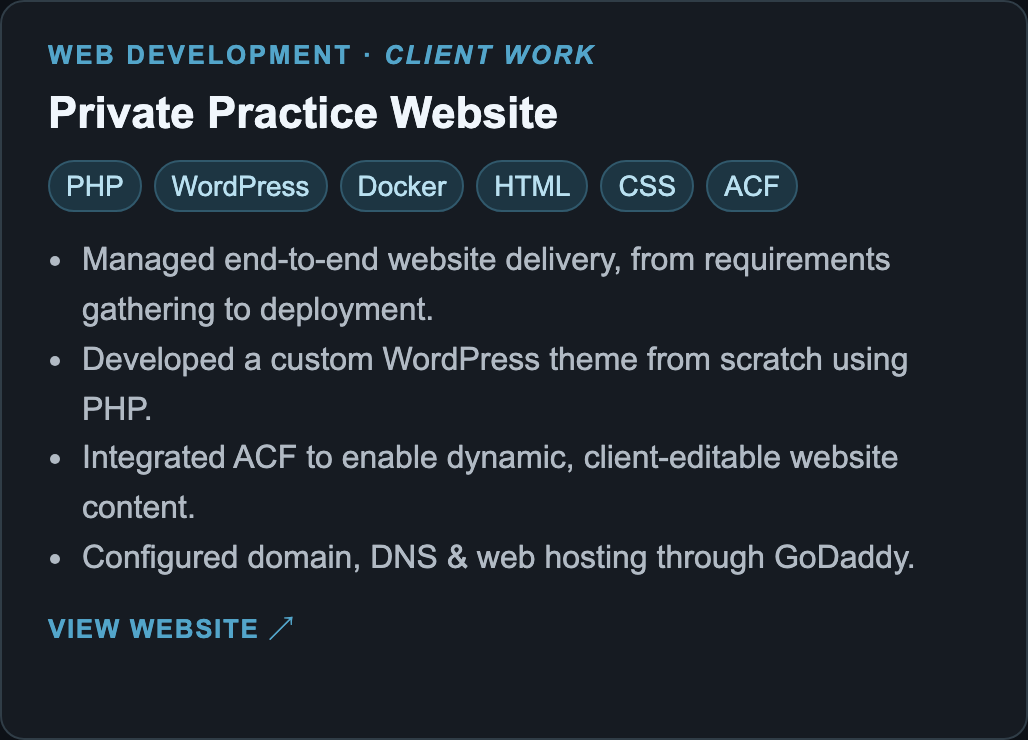 WEB DEVELOPMENT · CLIENT WORK
Private Practice Website
PHP WordPress Docker HTML CSS ACF
• Managed end-to-end website delivery, from requirements
gathering to deployment.
• Developed a custom WordPress theme from scratch using
PHP.
• Integrated ACF to enable dynamic, client-editable website
content.
• Configured domain, DNS & web hosting through GoDaddy.
VIEW WEBSITE ↗